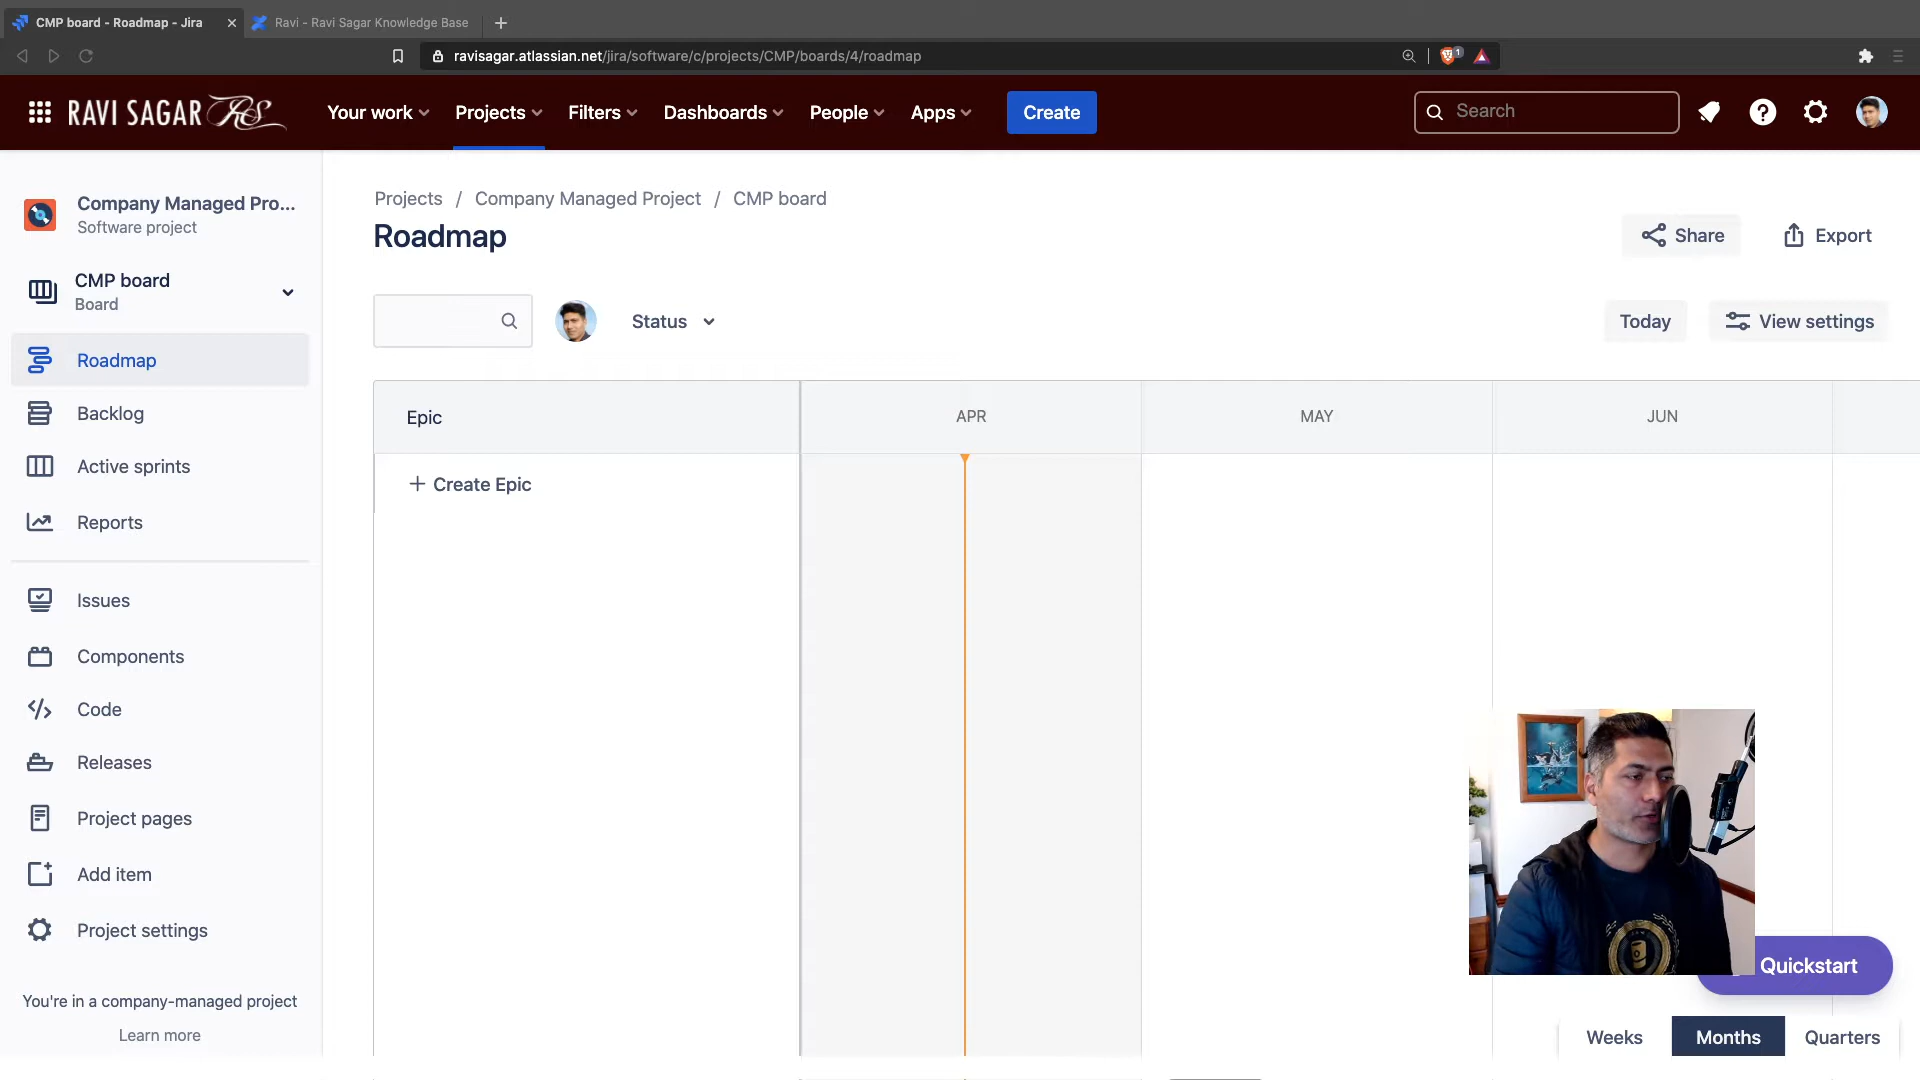 CMP board - Roadmap - Jira
Ravi - Ravi Sagar Knowledge Base
ravisagar.atlassian.net/jira/software/c/projects/CMP/boards/4/roadmap
1
RAVI SAGAR RS
Your work
Projects
Filters
Dashboards
People
Apps
Create
Search
Company Managed Pro...
Software project
CMP board
Board
Roadmap
Backlog
Active sprints
Reports
Issues
Components
Code
Releases
Project pages
Add item
Project settings
You're in a company-managed project
Learn more
Projects / Company Managed Project / CMP board
Roadmap
Share
Export
Status
Today
View settings
Epic
APR
MAY
JUN
+ Create Epic
Quickstart
Weeks
Months
Quarters